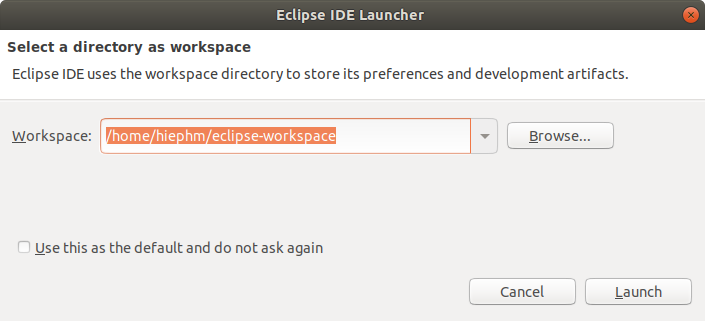 Eclipse IDE Launcher
Select a directory as workspace
Eclipse IDE uses the workspace directory to store its preferences and development artifacts.
Workspace: /home/hiephm/eclipse-workspace Browse...
Use this as the default and do not ask again
Cancel Launch